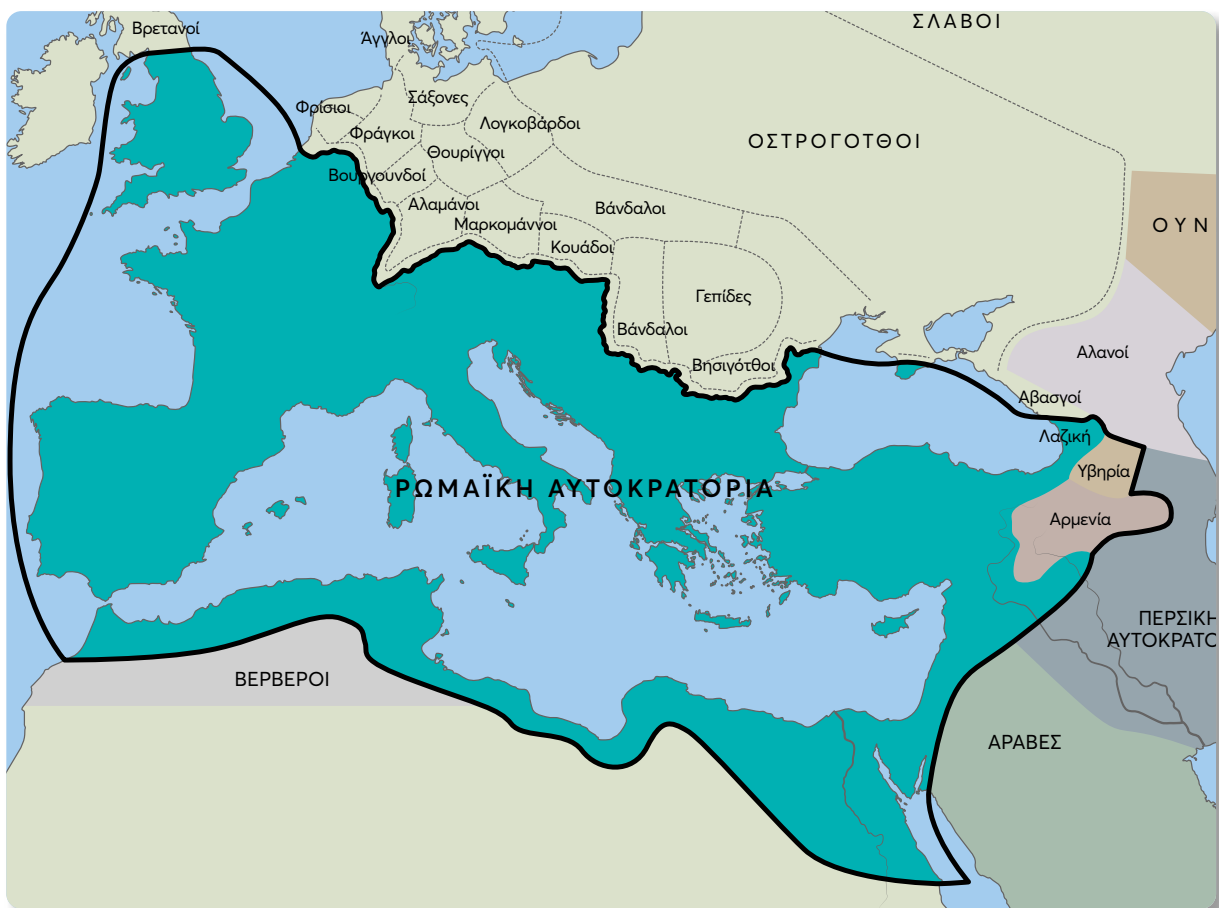 ΣΛΑΒΟΙ
Βρετανοί
Άγγλοι
Σάξονες
Φρίσιοι
Λογκοβάρδοι
Φράγκοι
ΟΣΤΡΟΓΟΤΘΟΙ
Θουρίγγοι
Βουργουνδοί
Αλαμάνοι
Βάνδαλοι
Μαρκομάννοι
ΟΥΝ
Κουάδοι
Γεπίδες
Βάνδαλοι
Αλανοί
Βησιγότθοι
Αβασγοί
Λαζική
Υβηρία
ΡΩΜΑΪΚΗ ΑΥΤΟΚΡΑΤΟΡΙΑ
Αρμενία
ΠΕΡΣΙΚΗ
ΑΥΤΟΚΡΑΤΟ
ΒΕΡΒΕΡΟΙ
ΑΡΑΒΕΣ